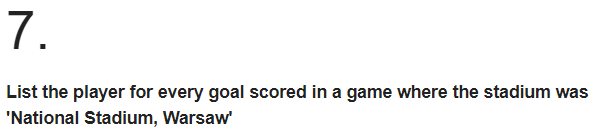 7.
List the player for every goal scored in a game where the stadium was
'National Stadium, Warsaw'